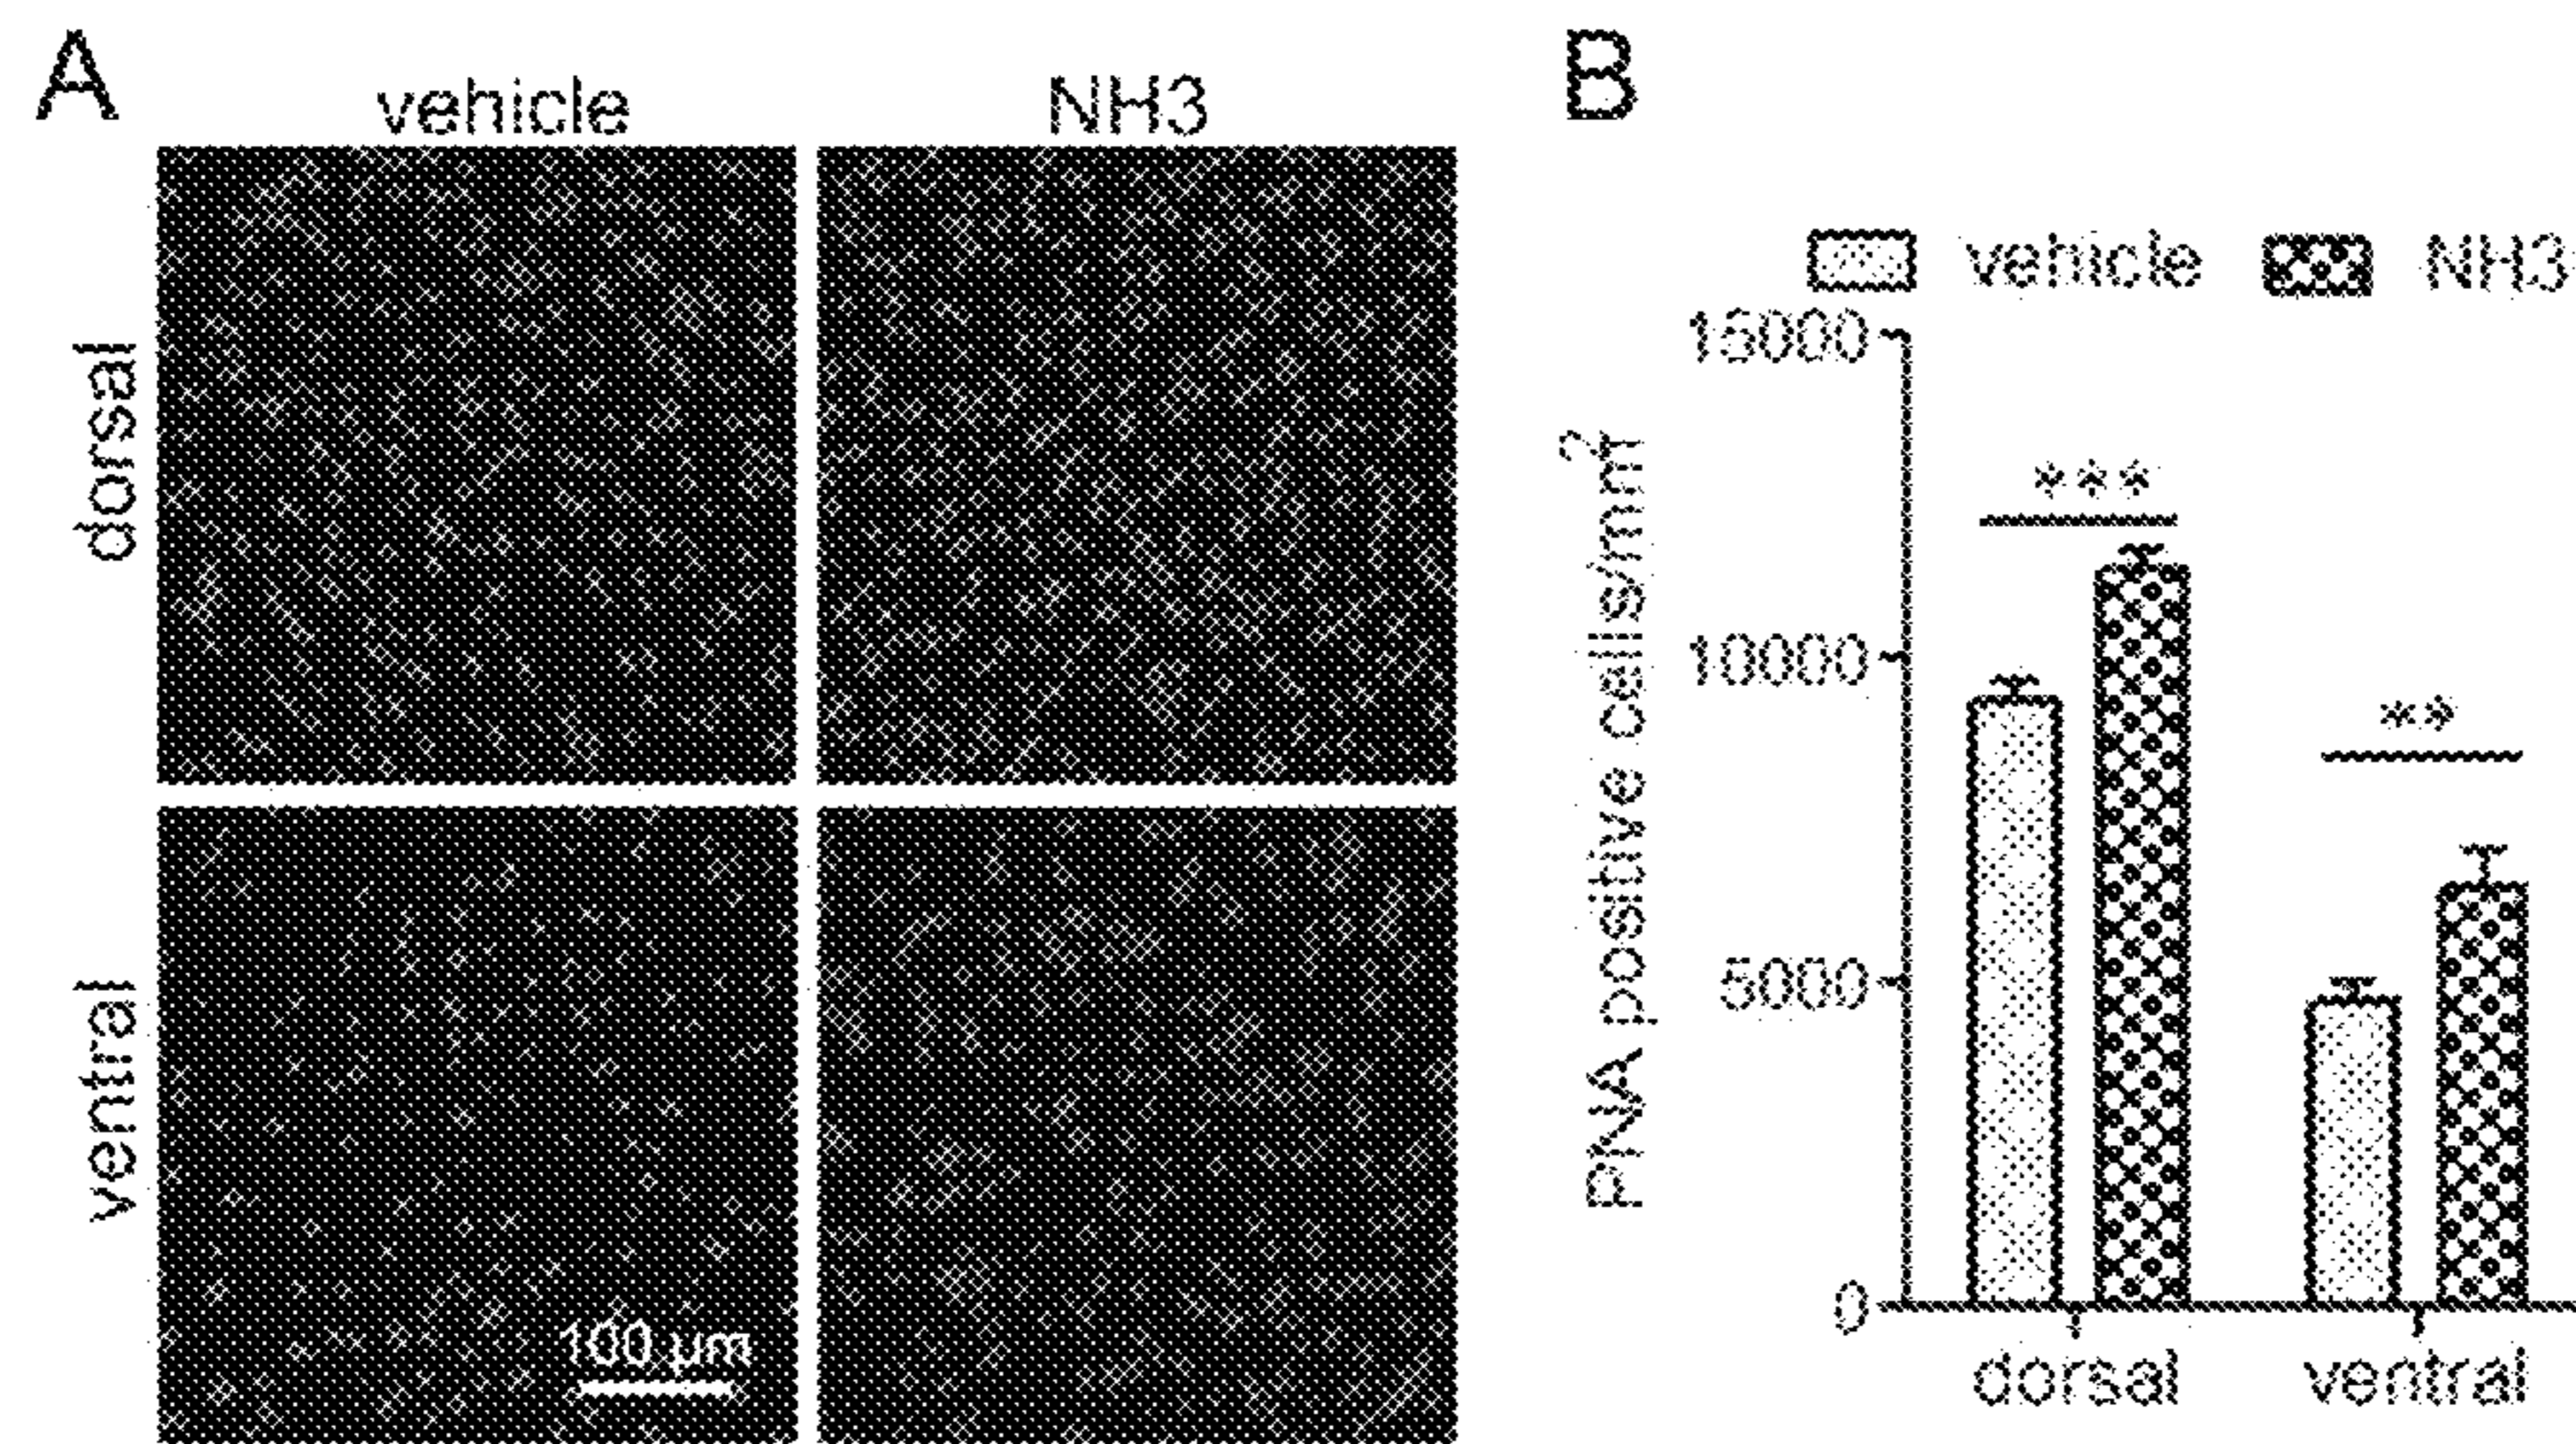 A
vehicle NH3
dorsal
ventral
100 µm
B
vehicle NH3
PNA positive cells/mm²
15000
10000
5000
0
***
**
dorsal ventral